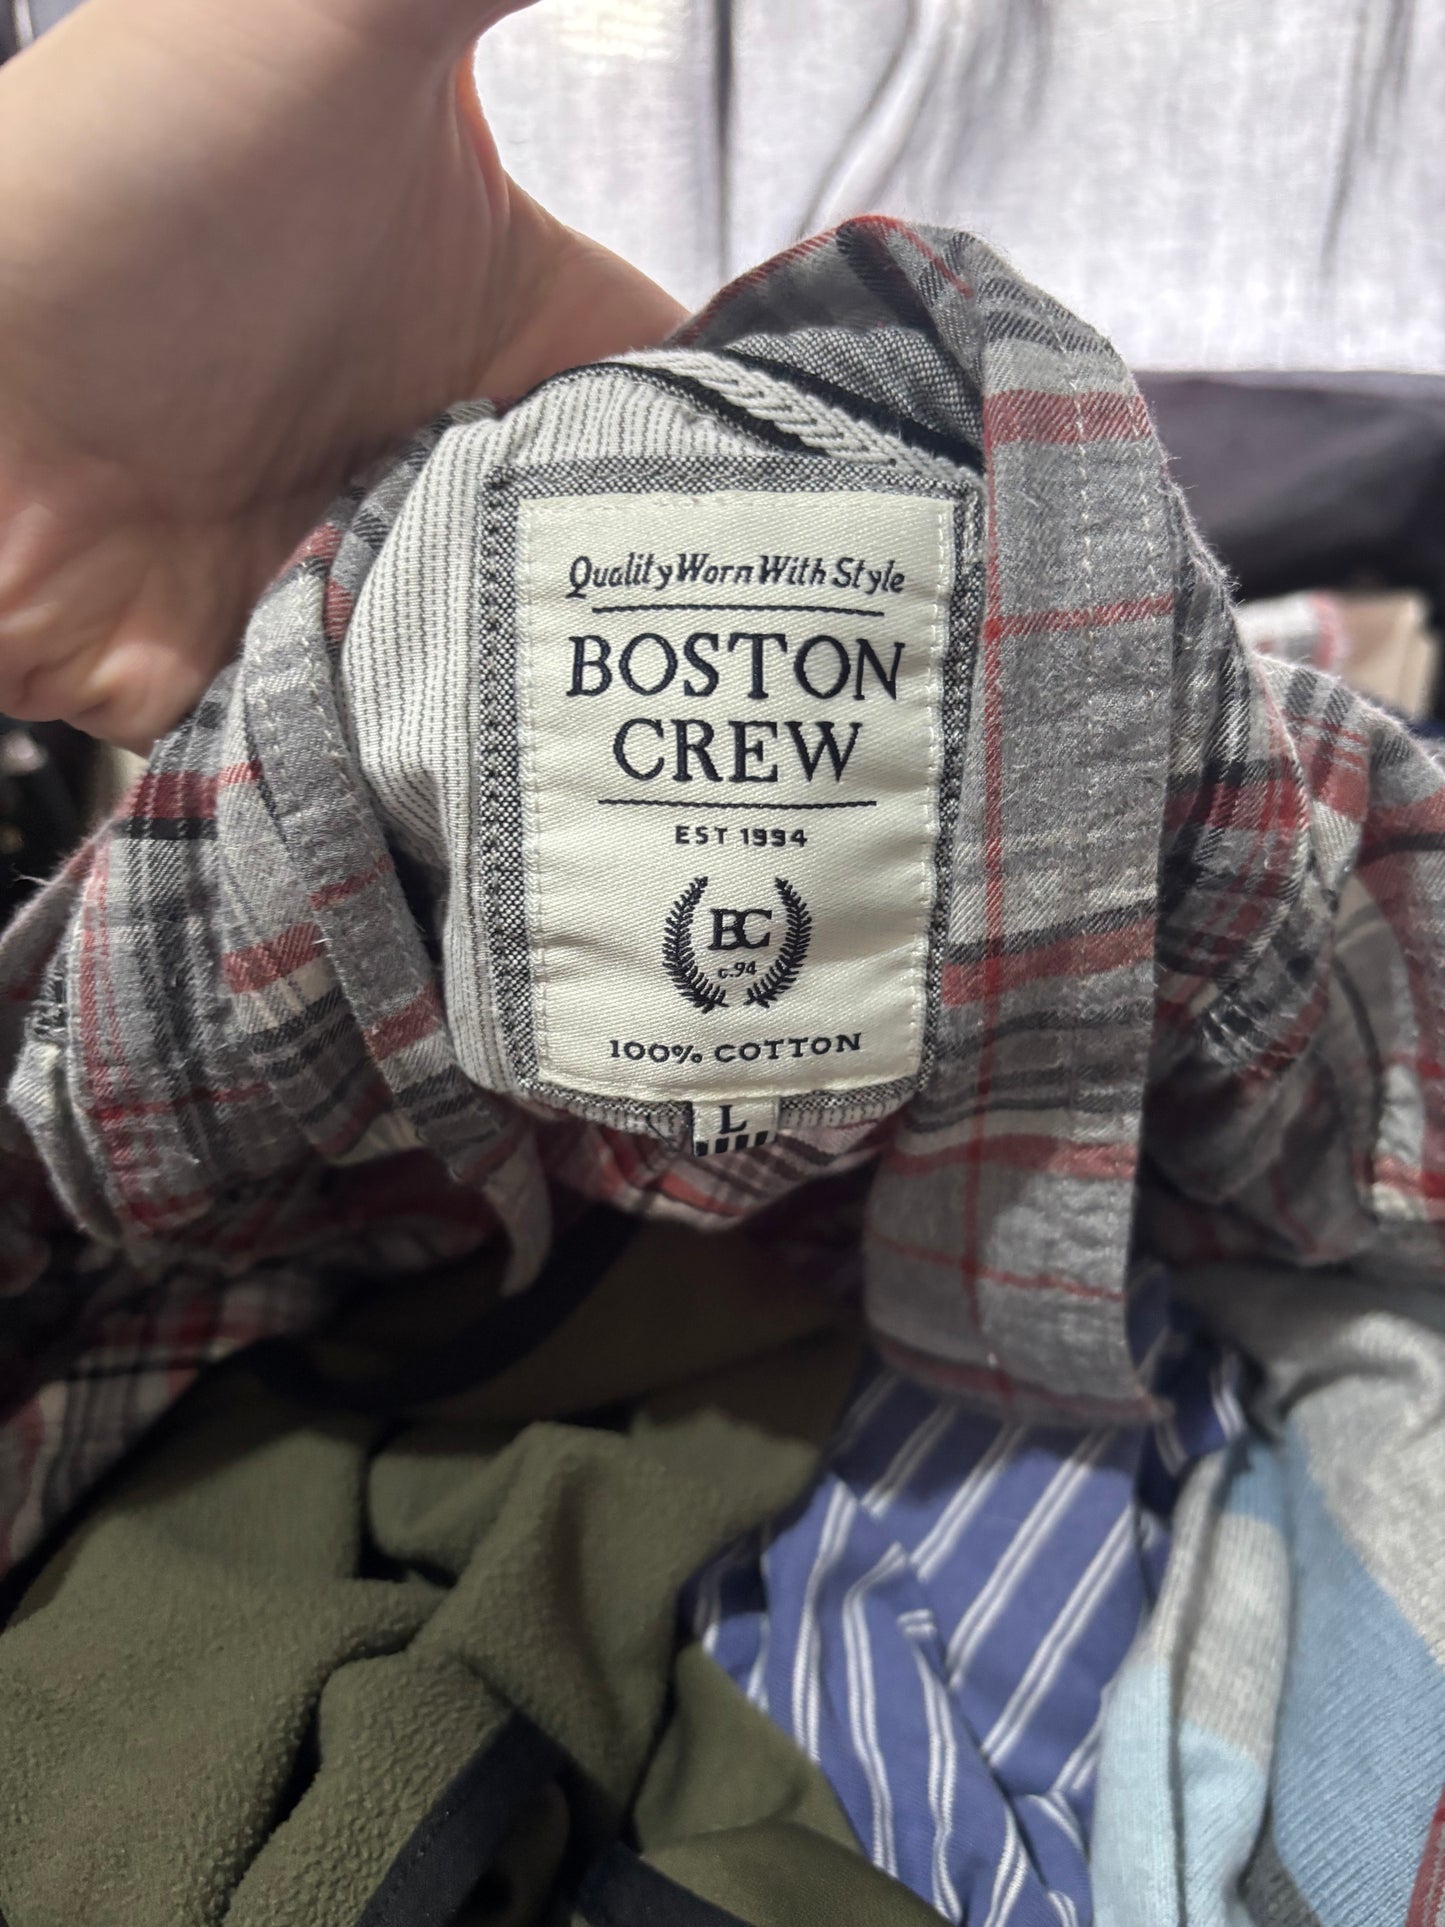 Quality Worn With Style
BOSTON
CREW
EST 1994
BC
c.94
100% COTTON
L